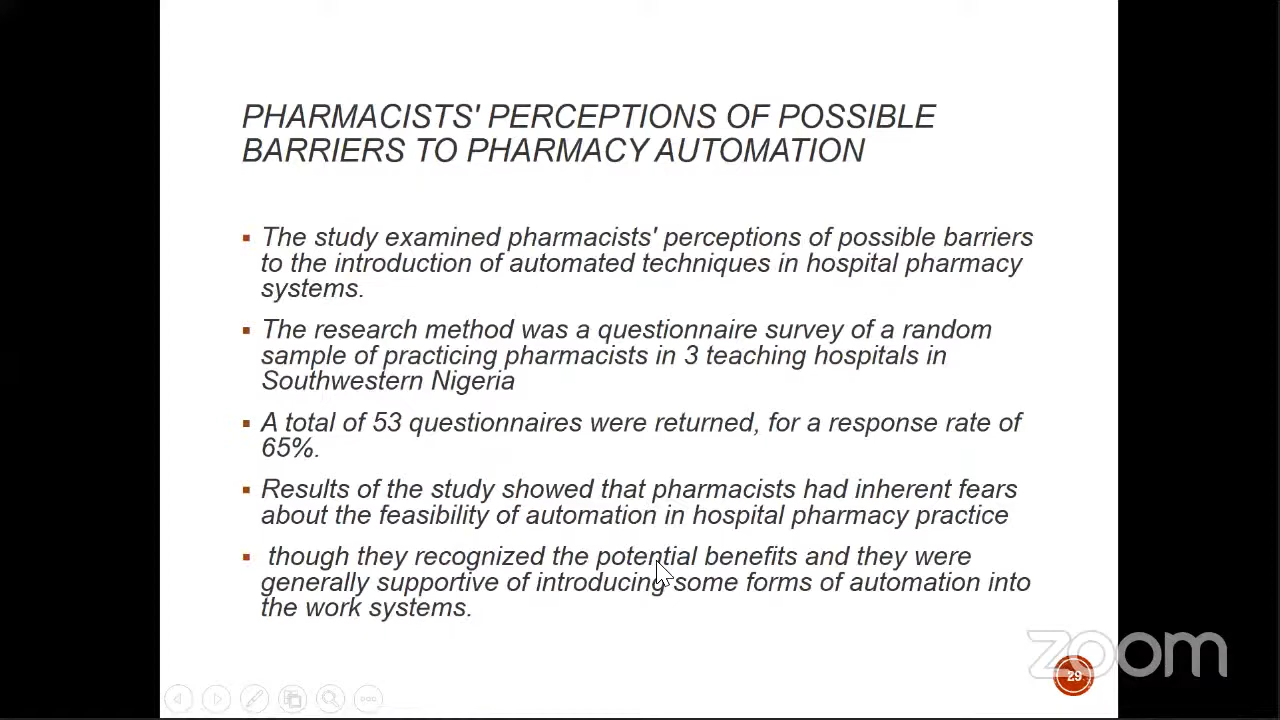 PHARMACISTS' PERCEPTIONS OF POSSIBLE
BARRIERS TO PHARMACY AUTOMATION
▪ The study examined pharmacists' perceptions of possible barriers
to the introduction of automated techniques in hospital pharmacy
systems.
▪ The research method was a questionnaire survey of a random
sample of practicing pharmacists in 3 teaching hospitals in
Southwestern Nigeria
▪ A total of 53 questionnaires were returned, for a response rate of
65%.
▪ Results of the study showed that pharmacists had inherent fears
about the feasibility of automation in hospital pharmacy practice
▪ though they recognized the potential benefits and they were
generally supportive of introducing some forms of automation into
the work systems.
zoom
29